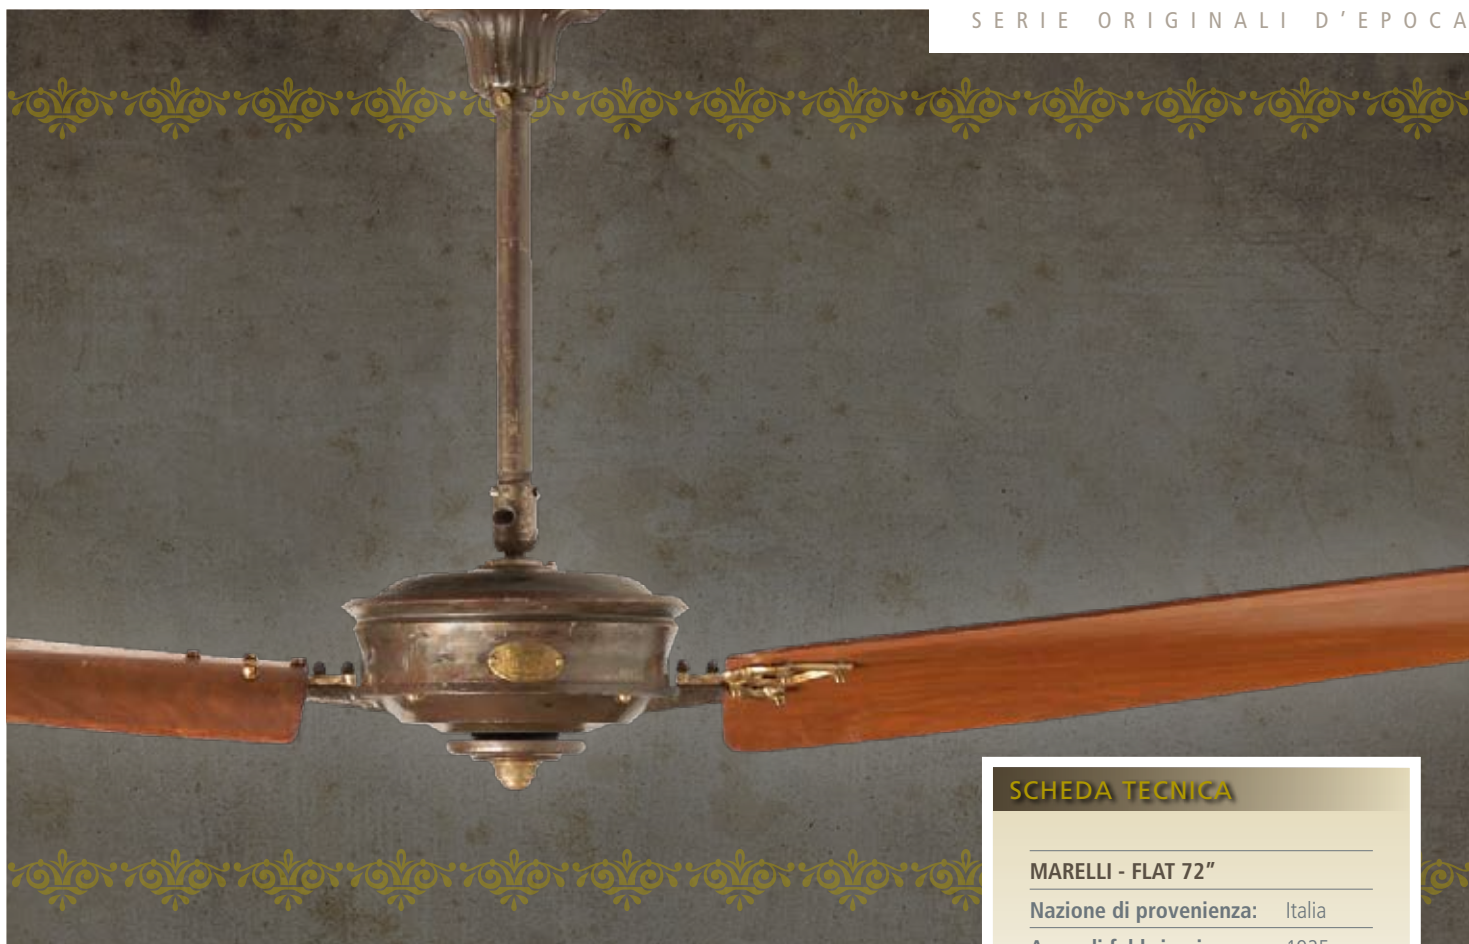 SERIE ORIGINALI D'EPOCA
SCHEDA TECNICA
MARELLI - FLAT 72”
Nazione di provenienza: Italia